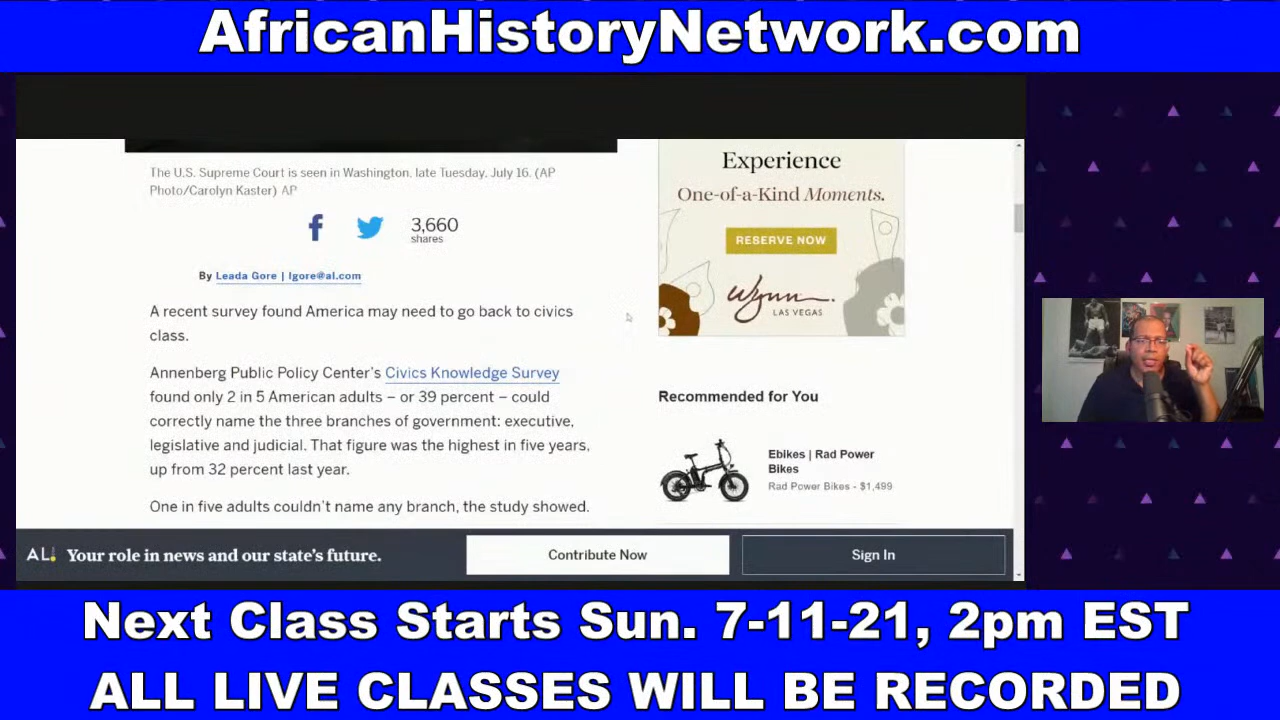 AfricanHistoryNetwork.com
The U.S. Supreme Court is seen in Washington, late Tuesday, July 16. (AP
Photo/Carolyn Kaster) AP
3,660
shares
By Leada Gore | lgore@al.com
A recent survey found America may need to go back to civics
class.
Annenberg Public Policy Center's Civics Knowledge Survey
found only 2 in 5 American adults – or 39 percent – could
correctly name the three branches of government: executive,
legislative and judicial. That figure was the highest in five years,
up from 32 percent last year.
One in five adults couldn't name any branch, the study showed.
Experience
One-of-a-Kind Moments.
RESERVE NOW
Wynn
LAS VEGAS
Recommended for You
Ebikes | Rad Power
Bikes
Rad Power Bikes - $1,499
AL. Your role in news and our state's future.
Contribute Now
Sign In
Next Class Starts Sun. 7-11-21, 2pm EST
ALL LIVE CLASSES WILL BE RECORDED